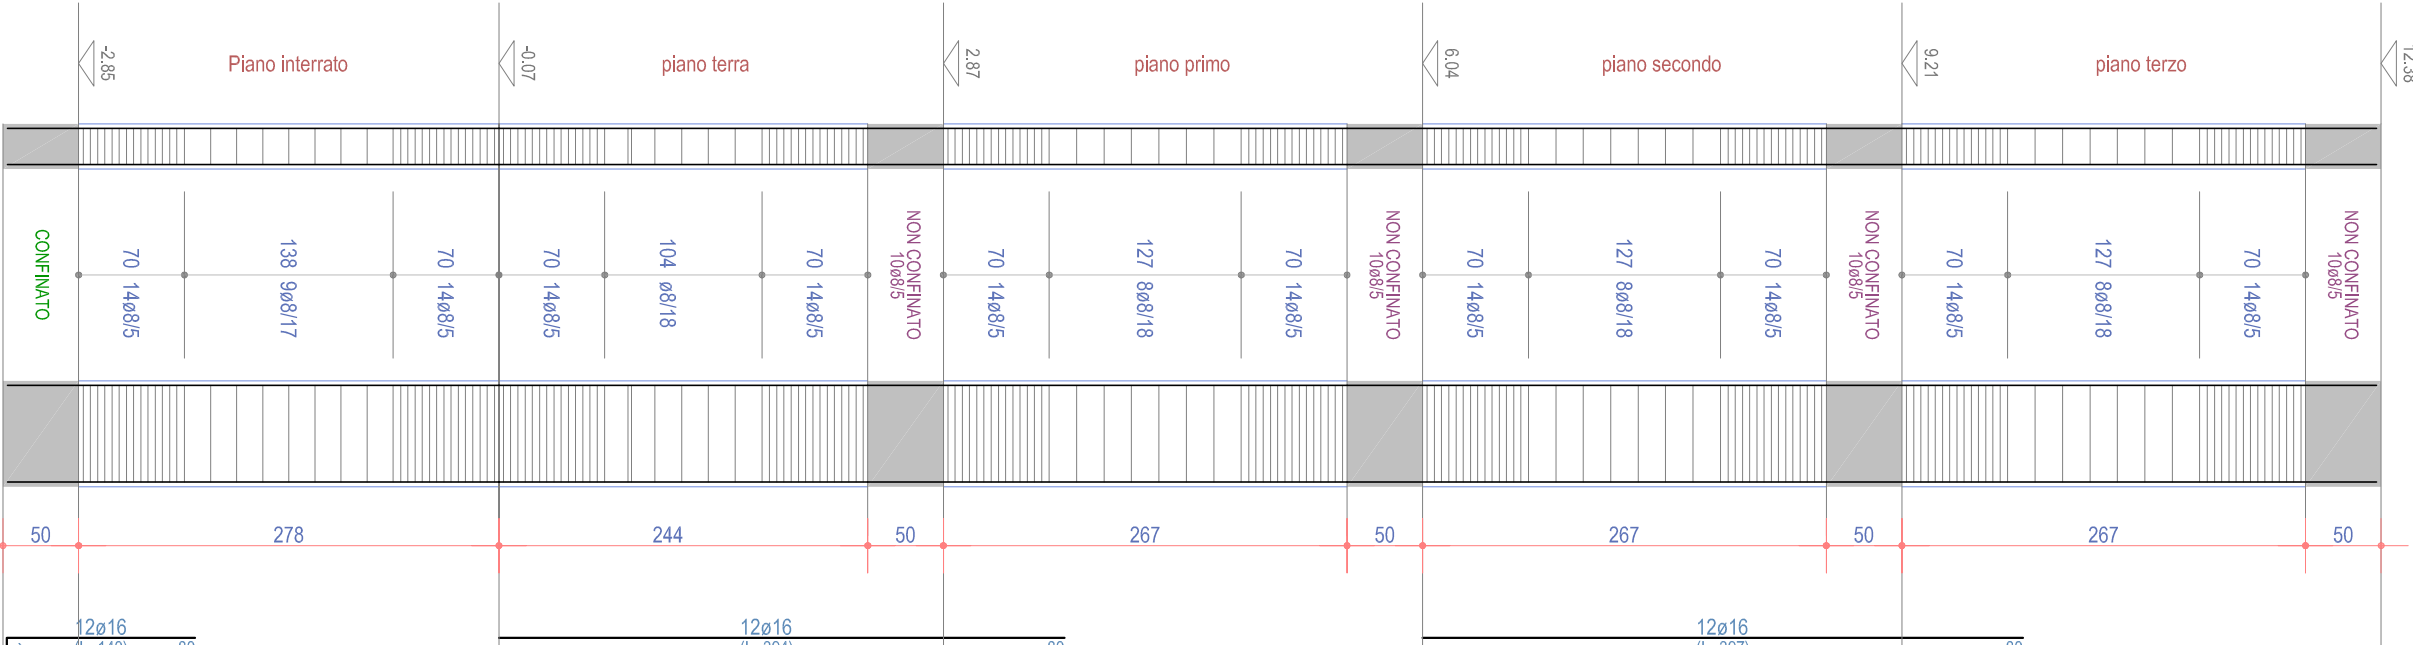 -2.85
Piano interrato
-0.07
piano terra
2.87
piano primo
6.04
piano secondo
9.21
piano terzo
12.38
CONFINATO
70 14ø8/5
138 9ø8/17
70 14ø8/5
70 14ø8/5
104 ø8/18
70 14ø8/5
NON CONFINATO
10ø8/5
70 14ø8/5
127 8ø8/18
70 14ø8/5
NON CONFINATO
10ø8/5
70 14ø8/5
127 8ø8/18
70 14ø8/5
NON CONFINATO
10ø8/5
70 14ø8/5
127 8ø8/18
70 14ø8/5
NON CONFINATO
10ø8/5
50 278 244 50 267 50 267 50 267 50
12ø16 12ø16 12ø16